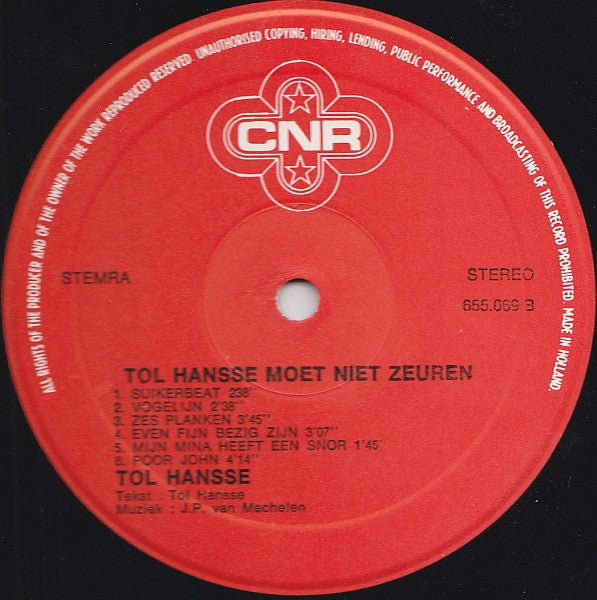 ALL RIGHTS OF THE PRODUCER AND OF THE OWNER OF THE WORK REPRODUCED RESERVED UNAUTHORISED COPYING, HIRING, LENDING, PUBLIC PERFORMANCE AND BROADCASTING OF THIS RECORD PROHIBITED. MADE IN HOLLAND.
CNR
STEMRA
STEREO
655.069 B
TOL HANSSE MOET NIET ZEUREN
1. SUIKERBEAT 238'
2. VOGELIJN 2'38''
3. ZES PLANKEN 3'45''
4. EVEN FIJN BEZIG ZIJN 3'07''
5. MIJN MINA HEEFT EEN SNOR 1'45'
6. POOR JOHN 4'14''
TOL HANSSE
Tekst : Tol Hansse
Muziek : J.P. van Mechelen